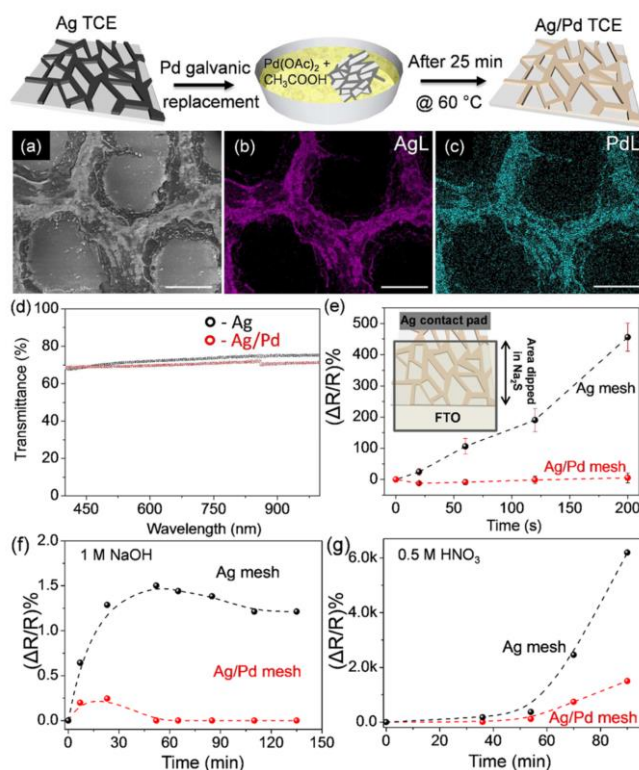 Ag TCE
Pd galvanic
replacement
Pd(OAc)₂ +
CH₃COOH
After 25 min
@ 60 °C
Ag/Pd TCE
(a)
(b)
AgL
(c)
PdL
(d)
- Ag
- Ag/Pd
Transmittance (%)
100
80
60
40
20
0
450
600
750
900
Wavelength (nm)
(e)
(ΔR/R)%
500
400
300
200
100
0
Ag contact pad
Area dipped
in Na₂S
FTO
Ag mesh
Ag/Pd mesh
0
50
100
150
200
Time (s)
(f)
1 M NaOH
(ΔR/R)%
1.5
1.0
0.5
0.0
Ag mesh
Ag/Pd mesh
0
30
60
90
120
150
Time (min)
(g)
0.5 M HNO₃
(ΔR/R)%
6.0k
4.0k
2.0k
0.0
Ag mesh
Ag/Pd mesh
0
20
40
60
80
Time (min)